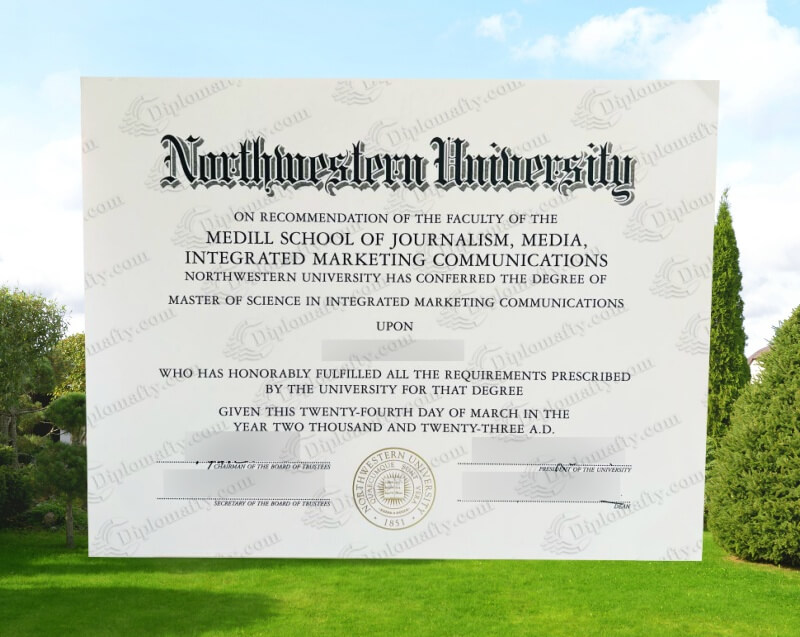 Diplomafty.com
Northwestern University
ON RECOMMENDATION OF THE FACULTY OF THE
MEDILL SCHOOL OF JOURNALISM, MEDIA,
INTEGRATED MARKETING COMMUNICATIONS
NORTHWESTERN UNIVERSITY HAS CONFERRED THE DEGREE OF
MASTER OF SCIENCE IN INTEGRATED MARKETING COMMUNICATIONS
UPON
WHO HAS HONORABLY FULFILLED ALL THE REQUIREMENTS PRESCRIBED
BY THE UNIVERSITY FOR THAT DEGREE
GIVEN THIS TWENTY-FOURTH DAY OF MARCH IN THE
YEAR TWO THOUSAND AND TWENTY-THREE A.D.
CHAIRMAN OF THE BOARD OF TRUSTEES
PRESIDENT OF THE UNIVERSITY
SECRETARY OF THE BOARD OF TRUSTEES
DEAN
NORTHWESTERN UNIVERSITY
1851